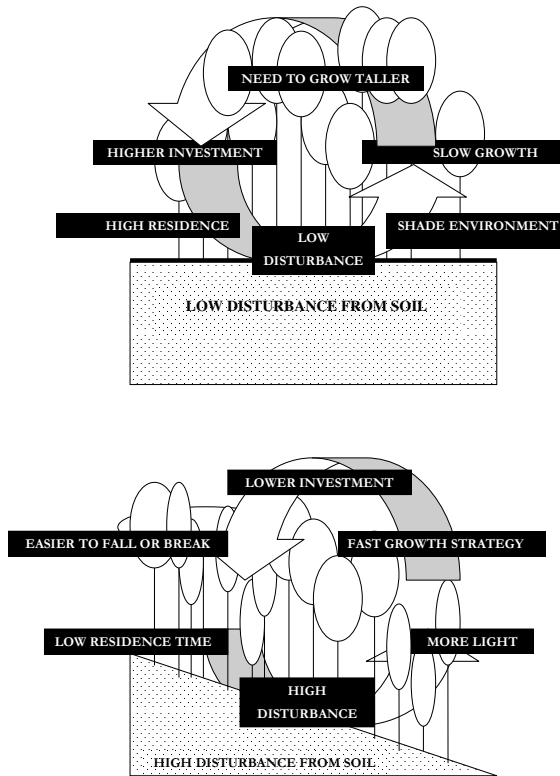 NEED TO GROW TALLER
HIGHER INVESTMENT
SLOW GROWTH
HIGH RESIDENCE
SHADE ENVIRONMENT
LOW
DISTURBANCE
LOW DISTURBANCE FROM SOIL
LOWER INVESTMENT
EASIER TO FALL OR BREAK
FAST GROWTH STRATEGY
LOW RESIDENCE TIME
MORE LIGHT
HIGH
DISTURBANCE
HIGH DISTURBANCE FROM SOIL